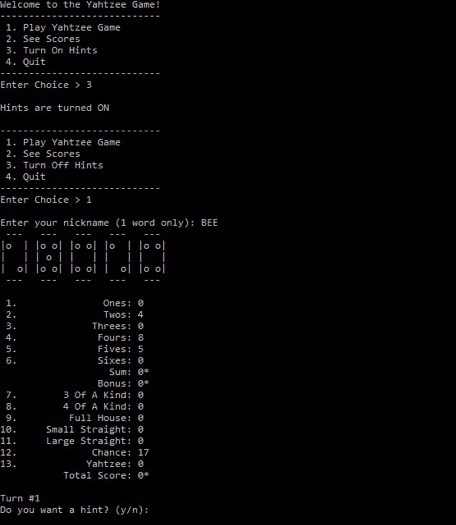 Welcome to the Yahtzee Game!
----------------------------
1. Play Yahtzee Game
2. See Scores
3. Turn On Hints
4. Quit
----------------------------
Enter Choice > 3
Hints are turned ON
----------------------------
1. Play Yahtzee Game
2. See Scores
3. Turn Off Hints
4. Quit
----------------------------
Enter Choice > 1
Enter your nickname (1 word only): BEE
 ---   ---   ---   ---   ---
|o  | |o o| |o o| |o  | |o o|
|   | | o | |   | |   | |   |
|  o| |o o| |o o| |  o| |o o|
 ---   ---   ---   ---   ---
1. Ones: 0
2. Twos: 4
3. Threes: 0
4. Fours: 8
5. Fives: 5
6. Sixes: 0
Sum: 0*
Bonus: 0*
7. 3 Of A Kind: 0
8. 4 Of A Kind: 0
9. Full House: 0
10. Small Straight: 0
11. Large Straight: 0
12. Chance: 17
13. Yahtzee: 0
Total Score: 0*
Turn #1
Do you want a hint? (y/n):